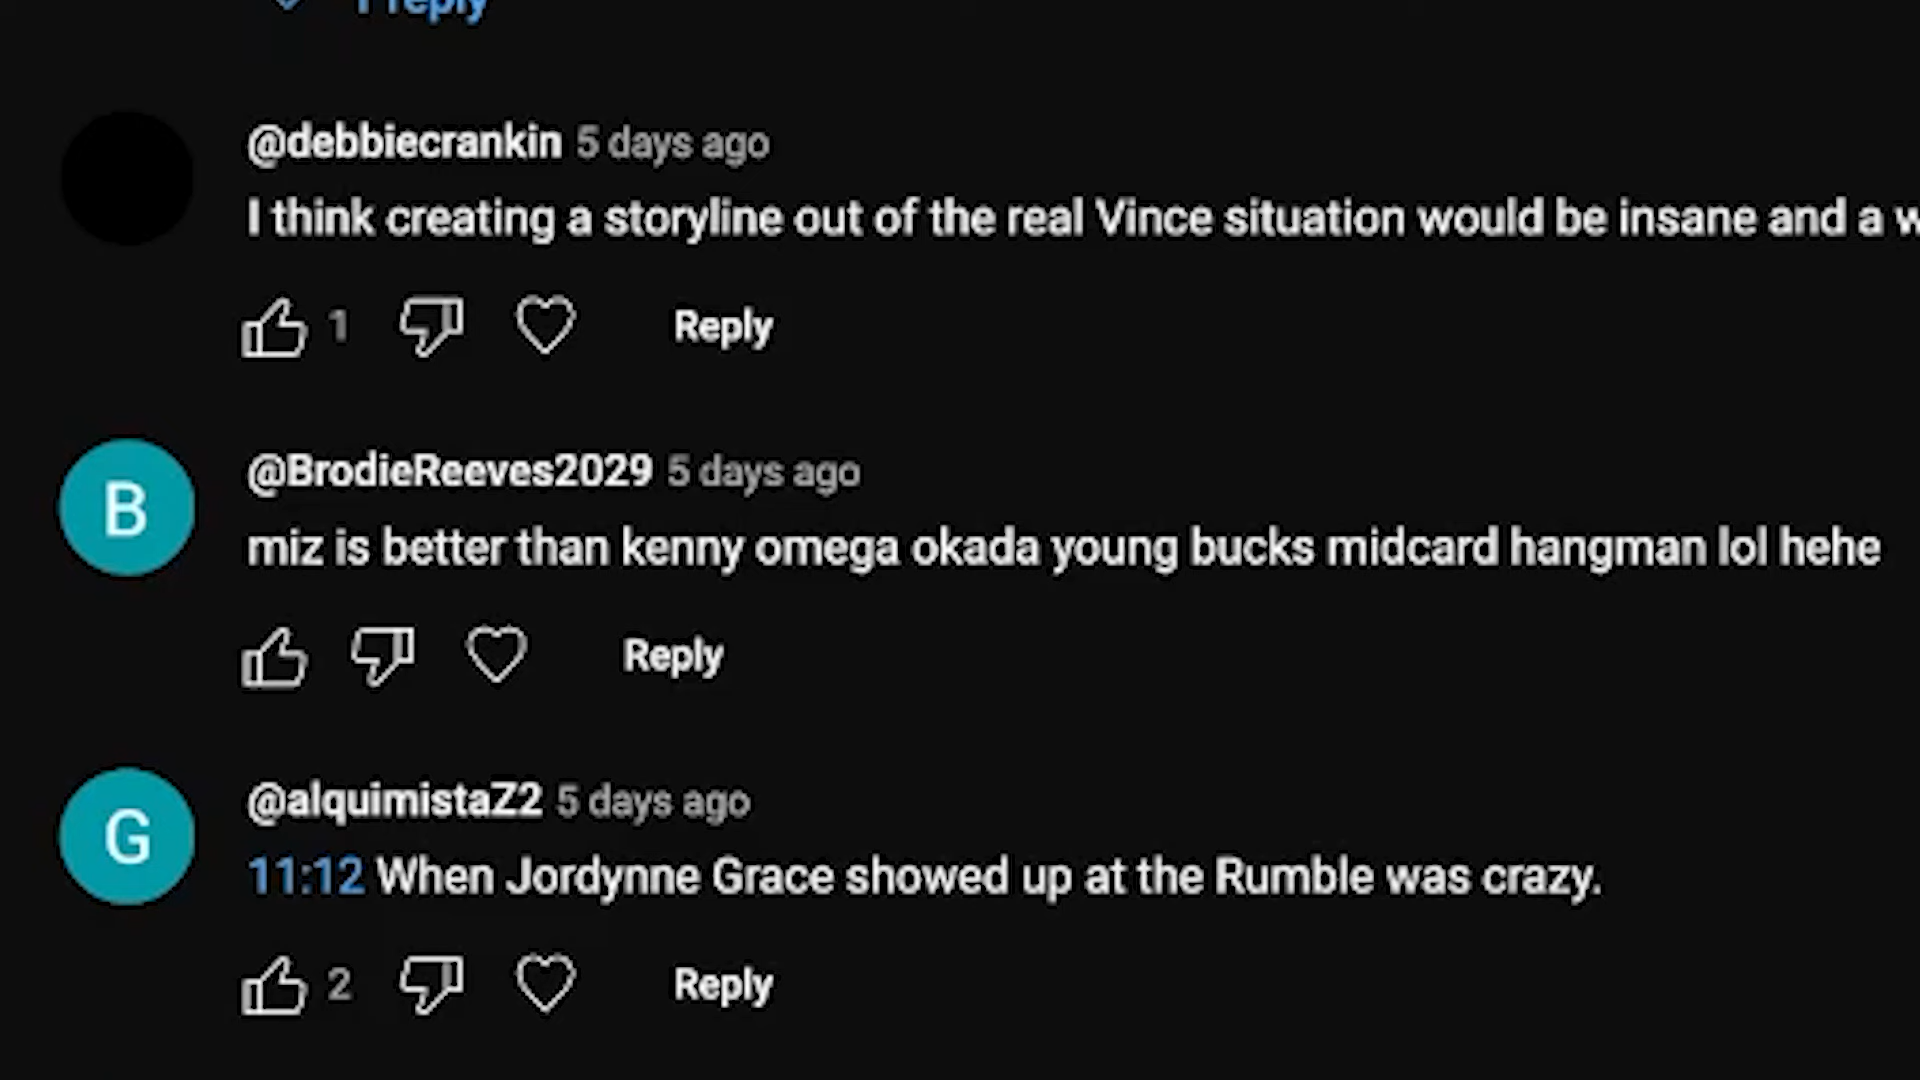 1 reply
@debbiecrankin 5 days ago
I think creating a storyline out of the real Vince situation would be insane and a
1 Reply
B
@BrodieReeves2029 5 days ago
miz is better than kenny omega okada young bucks midcard hangman lol hehe
Reply
G
@alquimistaZ2 5 days ago
11:12 When Jordynne Grace showed up at the Rumble was crazy.
2 Reply